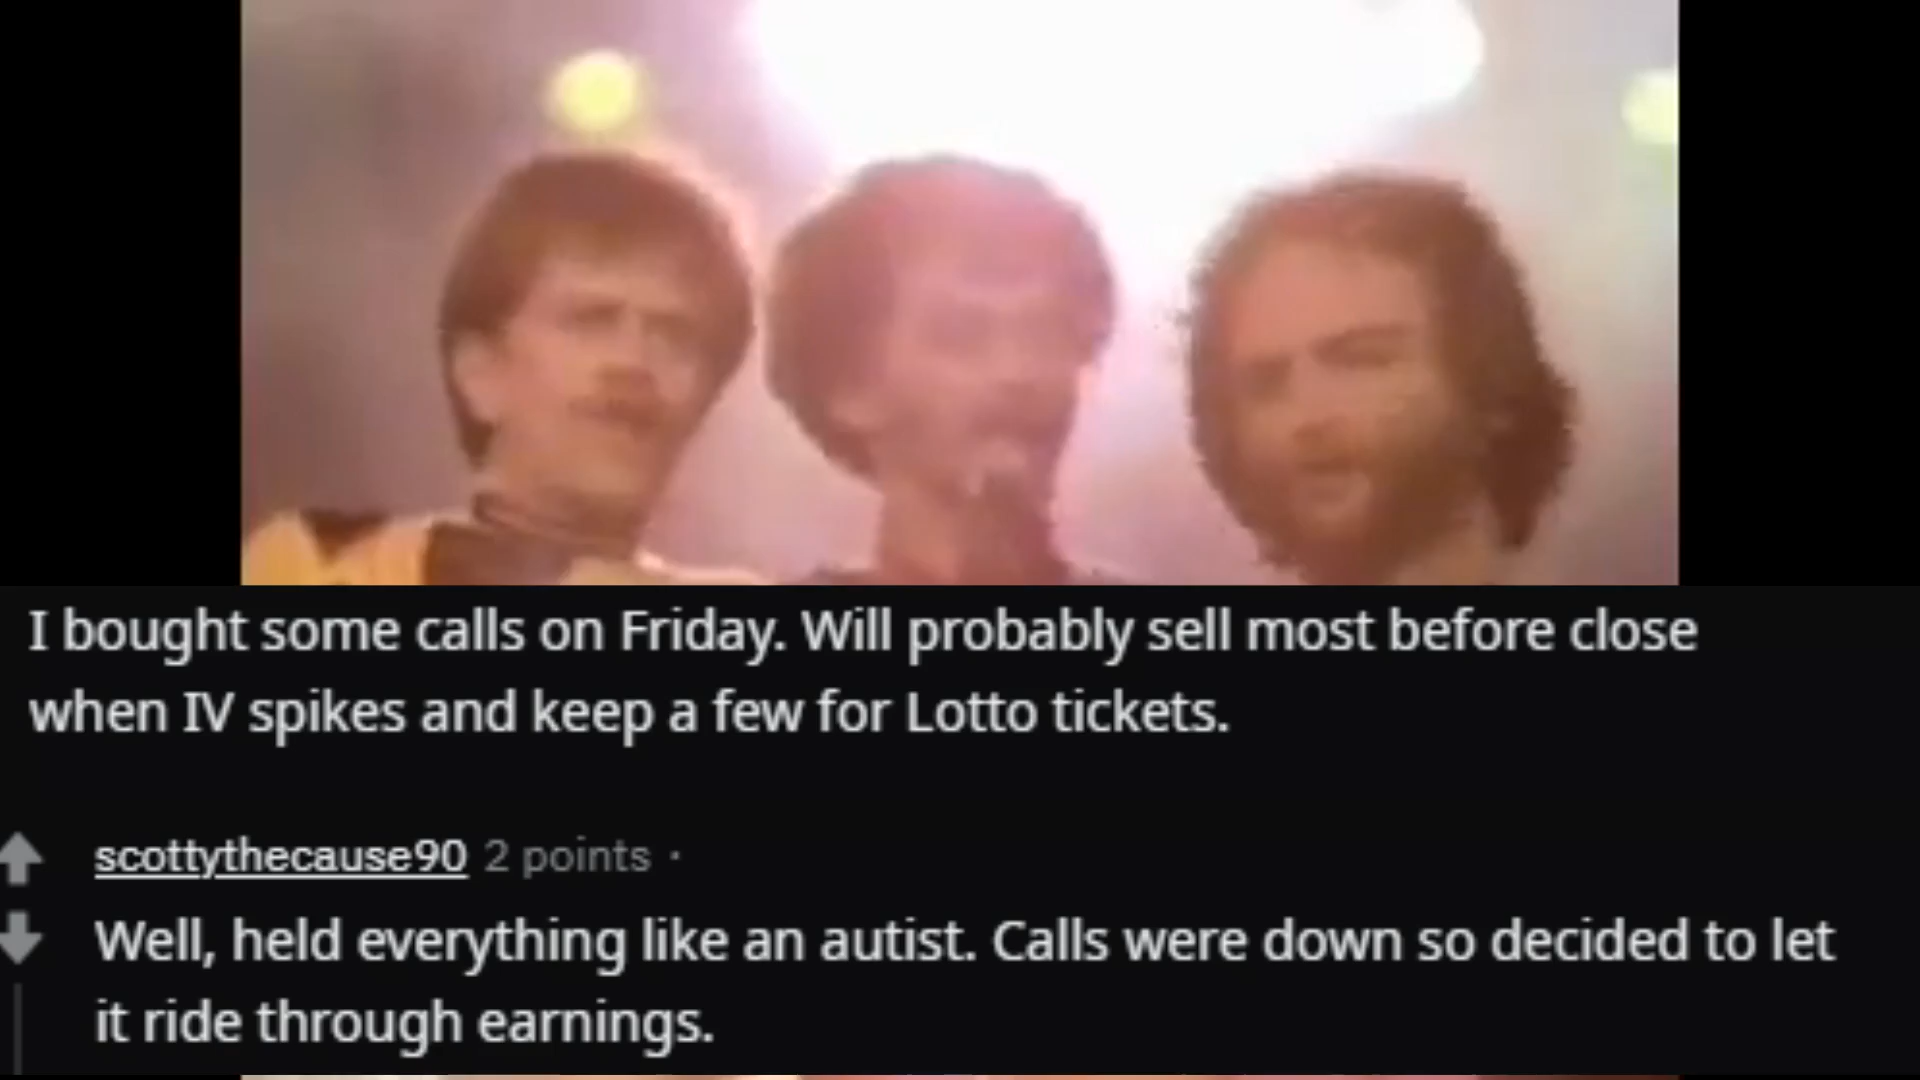 I bought some calls on Friday. Will probably sell most before close
when IV spikes and keep a few for Lotto tickets.
scottythecause90 2 points ·
Well, held everything like an autist. Calls were down so decided to let
it ride through earnings.